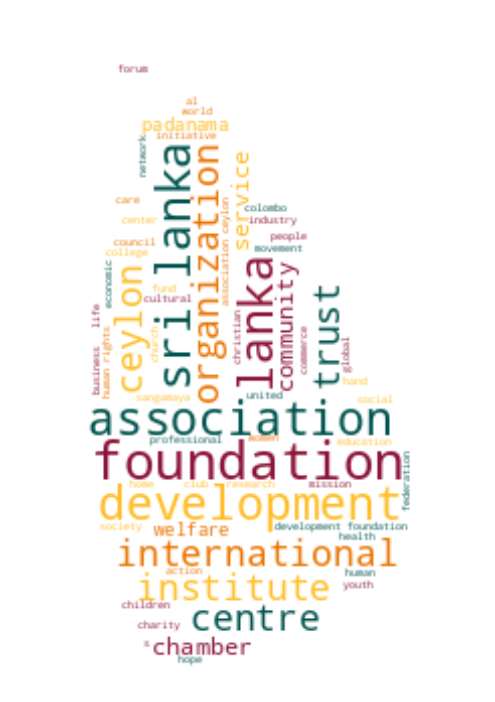 forum
al
world
padanama
initiative
network
sri lanka
organization
service
care
colombo
center
industry
association ceylon
people
council
movement
college
economic
ceylon
lanka
community
fund
cultural
trust
life
christian
commerce
global
church
human rights
business
hand
sangamaya
united
social
association
professional
women
education
foundation
federation
home
club
research
mission
development
society
welfare
development foundation
health
international
action
human
institute
youth
children
centre
charity
chamber
hope